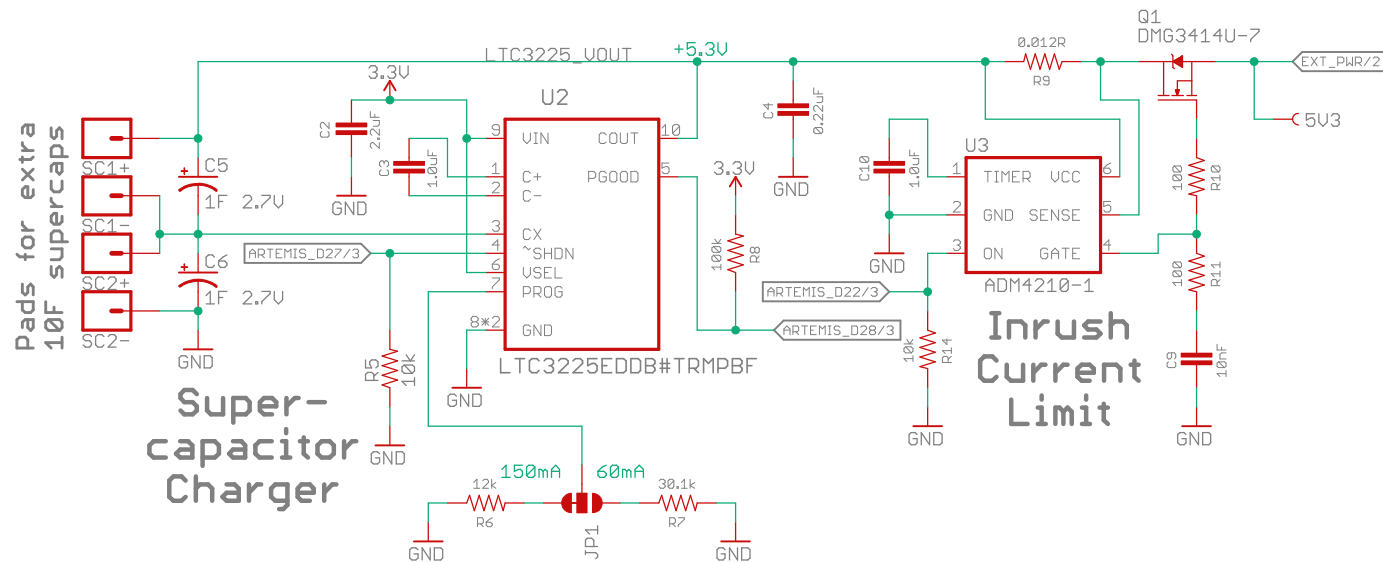 Q1
DMG3414U-7
0.012R
R9
EXT_PWR/2
5V3
LTC3225_VOUT
+5.3V
3.3V
U2
C2
2.2uF
GND
C3
1.0uF
9 VIN
1 C+
2 C-
3 CX
4 ~SHDN
6 VSEL
7 PROG
8*2 GND
COUT 10
PGOOD 5
LTC3225EDDB#TRMPBF
GND
Pads for extra
10F supercaps
SC1+
SC1-
SC2+
SC2-
C5
1F 2.7V
C6
1F 2.7V
GND
ARTEMIS_D27/3
R5
10k
GND
Super-
capacitor
Charger
C4
0.22uF
GND
3.3V
100k
R8
ARTEMIS_D22/3
ARTEMIS_D28/3
C10
1.0uF
GND
U3
1 TIMER
2 GND
3 ON
VCC 6
SENSE 5
GATE 4
ADM4210-1
10k
R14
GND
Inrush
Current
Limit
100
R10
100
R11
C9
10nF
GND
150mA
60mA
12k
R6
GND
JP1
30.1k
R7
GND